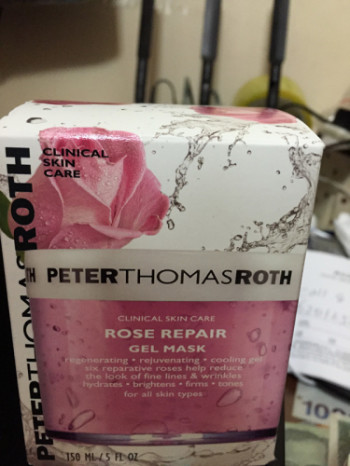 CLINICAL
SKIN
CARE
PETERTHOMASROTH
PETERTHOMASROTH
CLINICAL SKIN CARE
ROSE REPAIR
GEL MASK
regenerating • rejuvenating • cooling gel
six reparative roses help reduce
the look of fine lines & wrinkles
hydrates • brightens • firms • tones
for all skin types
150 ML / 5 FL OZ
ROTH
100